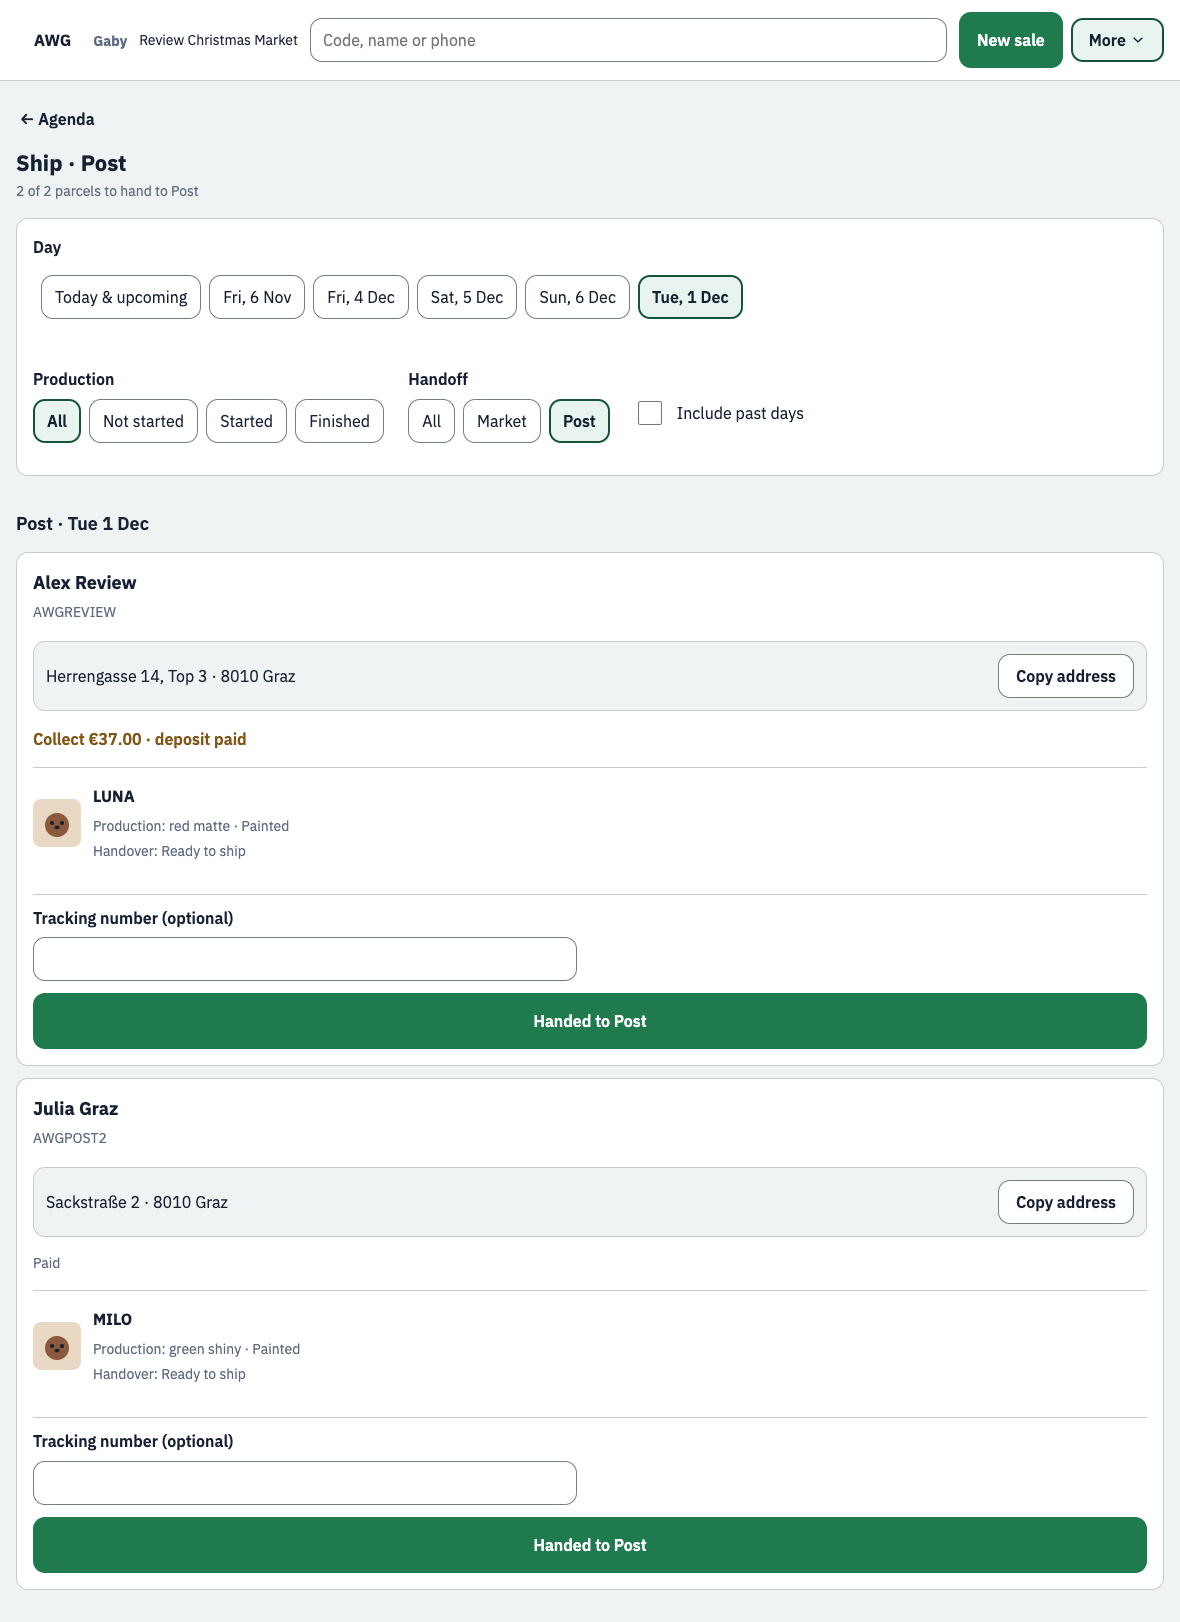 AWG Gaby Review Christmas Market Code, name or phone New sale More
← Agenda
Ship · Post
2 of 2 parcels to hand to Post
Day
Today & upcoming Fri, 6 Nov Fri, 4 Dec Sat, 5 Dec Sun, 6 Dec Tue, 1 Dec
Production
All Not started Started Finished
Handoff
All Market Post
Include past days
Post · Tue 1 Dec
Alex Review
AWGREVIEW
Herrengasse 14, Top 3 · 8010 Graz Copy address
Collect €37.00 · deposit paid
LUNA
Production: red matte · Painted
Handover: Ready to ship
Tracking number (optional)
Handed to Post
Julia Graz
AWGPOST2
Sackstraße 2 · 8010 Graz Copy address
Paid
MILO
Production: green shiny · Painted
Handover: Ready to ship
Tracking number (optional)
Handed to Post